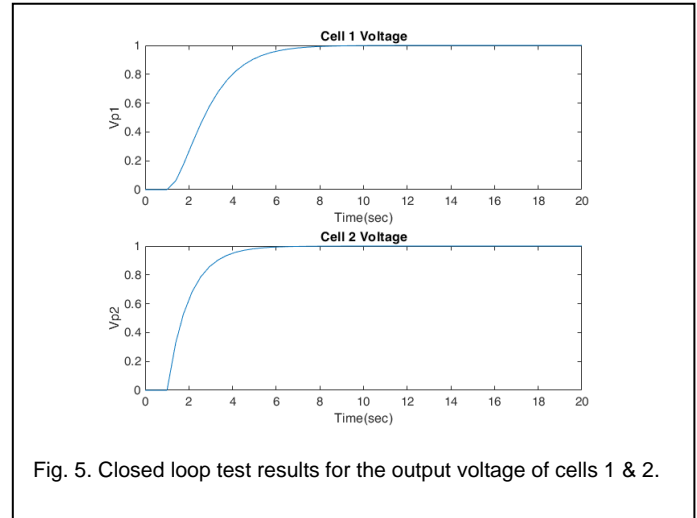 Cell 1 Voltage
1
0.8
0.6
0.4
0.2
0
Vp1
0 2 4 6 8 10 12 14 16 18 20
Time(sec)
Cell 2 Voltage
1
0.8
0.6
0.4
0.2
0
Vp2
0 2 4 6 8 10 12 14 16 18 20
Time(sec)
Fig. 5. Closed loop test results for the output voltage of cells 1 & 2.